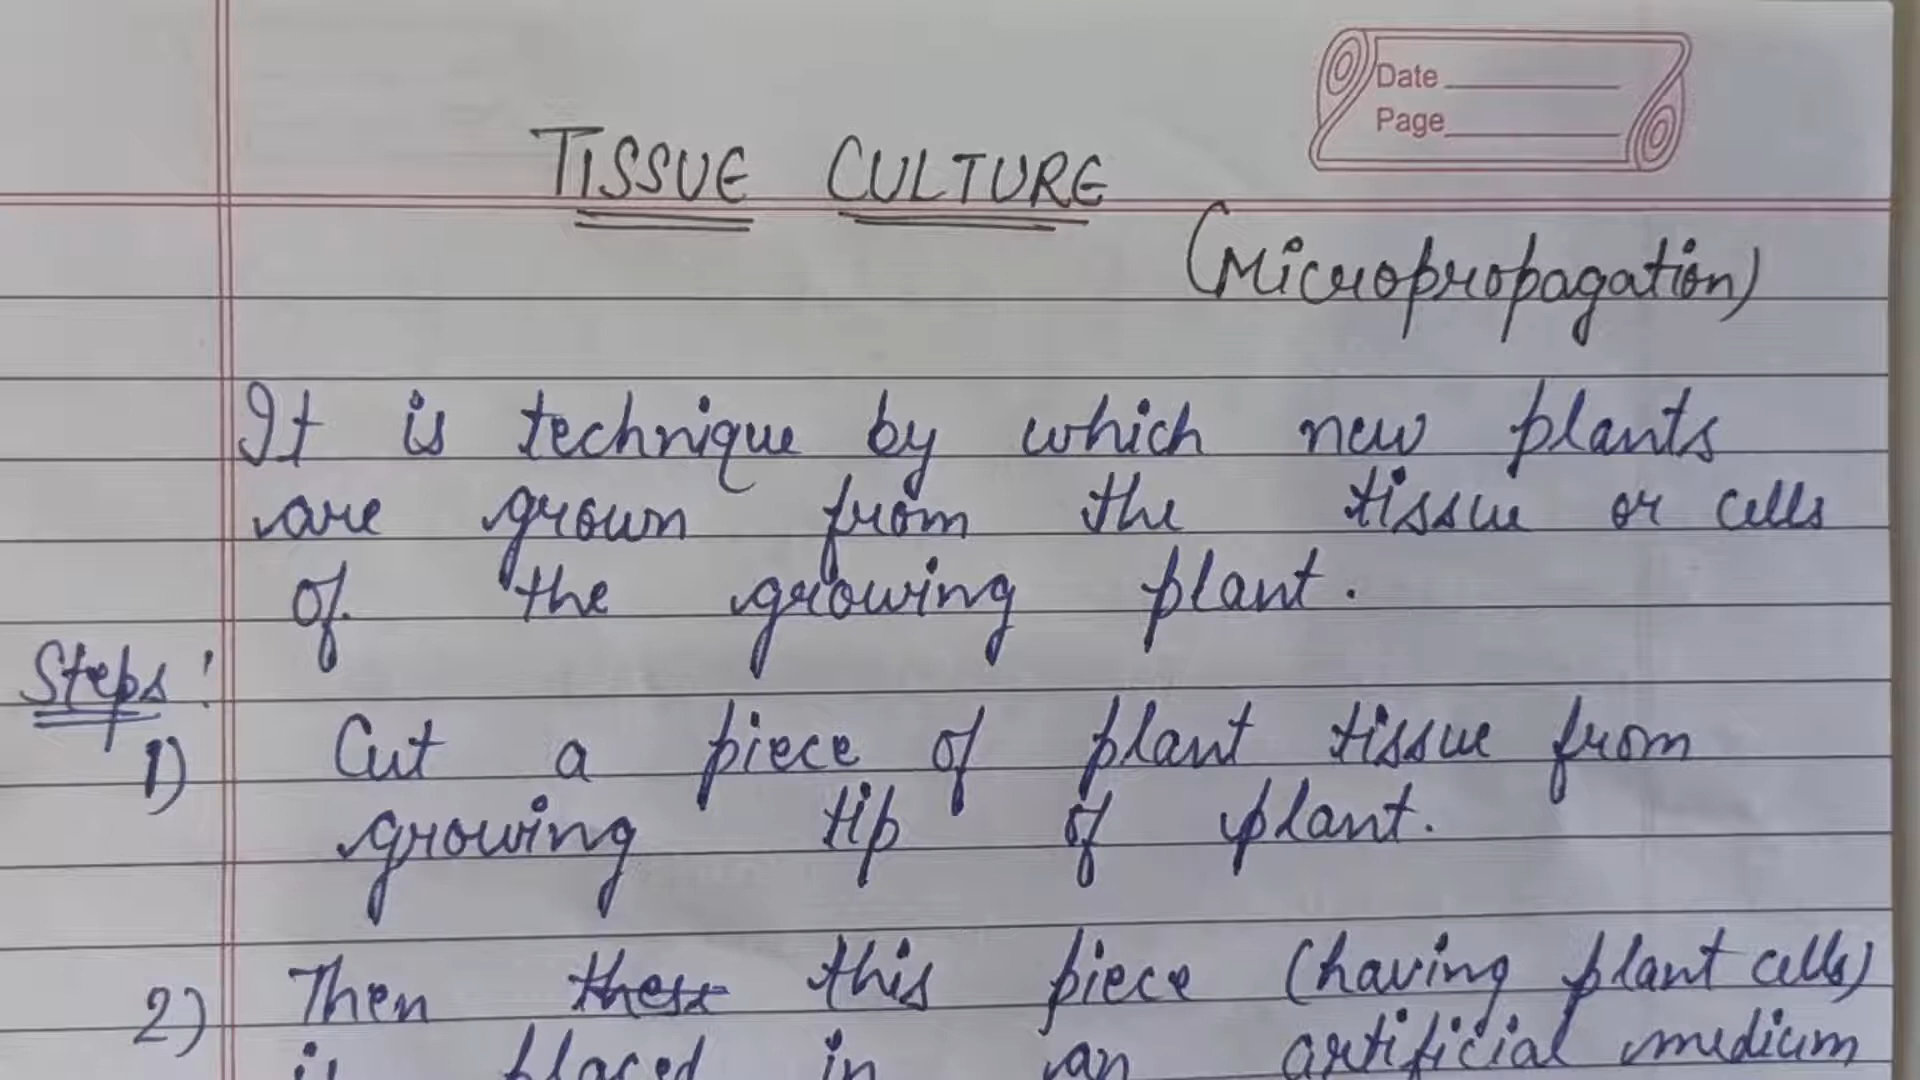 Date
Page
TISSUE CULTURE
(Micropropagation)
It is technique by which new plants
are grown from the tissue or cells
of the growing plant.
Steps:
1) Cut a piece of plant tissue from
growing tip of plant.
2) Then these this piece (having plant cells)
is placed in an artificial medium